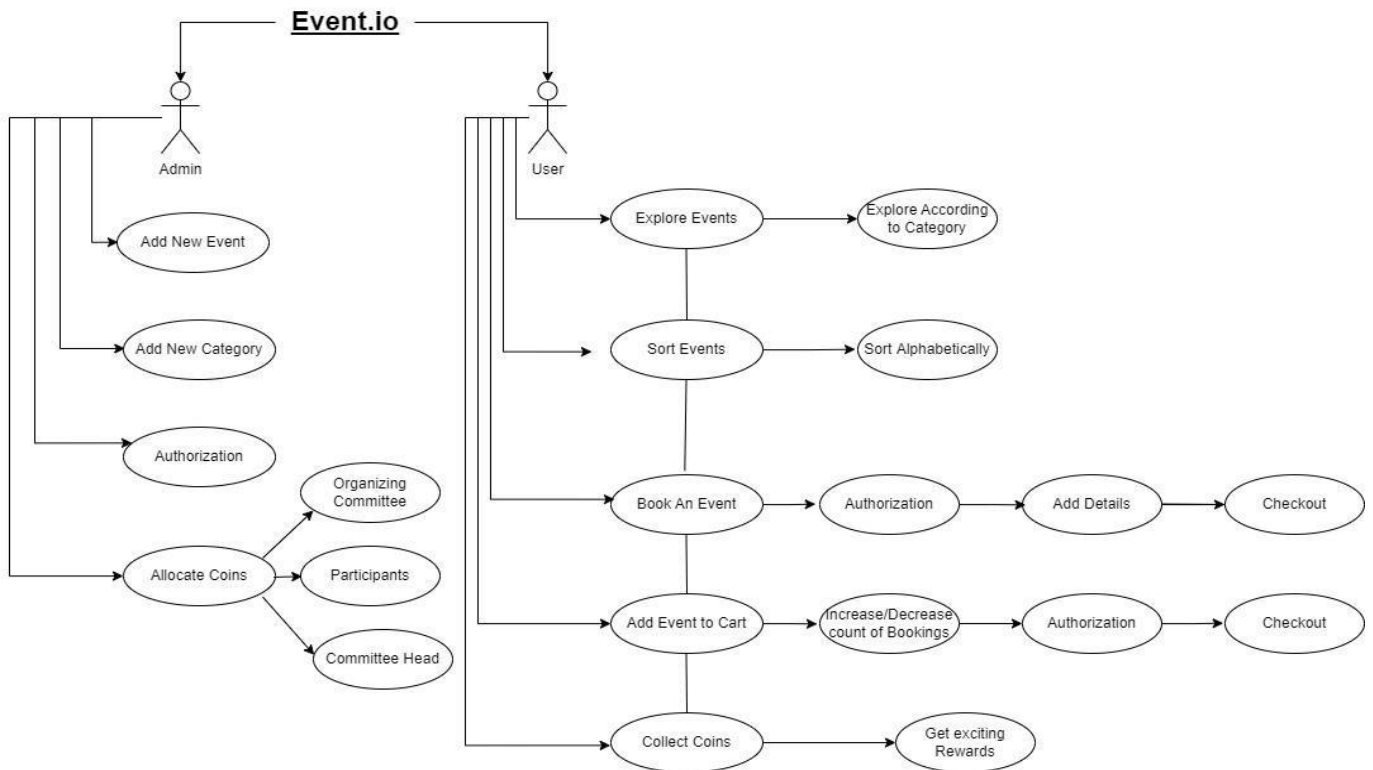 Event.io
Admin
User
Add New Event
Add New Category
Authorization
Allocate Coins
Organizing
Committee
Participants
Committee Head
Explore Events
Explore According
to Category
Sort Events
Sort Alphabetically
Book An Event
Authorization
Add Details
Checkout
Add Event to Cart
Increase/Decrease
count of Bookings
Authorization
Checkout
Collect Coins
Get exciting
Rewards